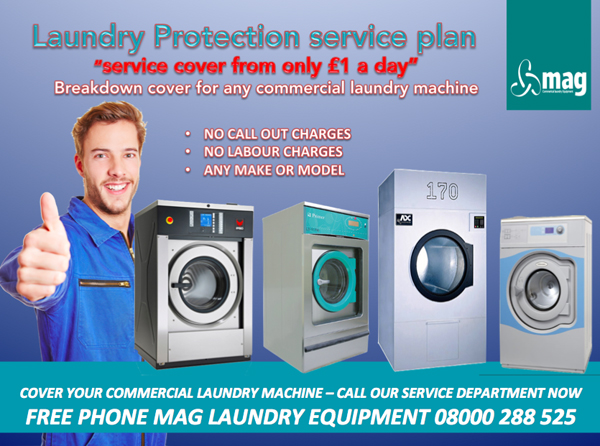 Laundry Protection service plan
"service cover from only £1 a day"
Breakdown cover for any commercial laundry machine
mag
• NO CALL OUT CHARGES
• NO LABOUR CHARGES
• ANY MAKE OR MODEL
170
ADC
COVER YOUR COMMERCIAL LAUNDRY MACHINE – CALL OUR SERVICE DEPARTMENT NOW
FREE PHONE MAG LAUNDRY EQUIPMENT 08000 288 525